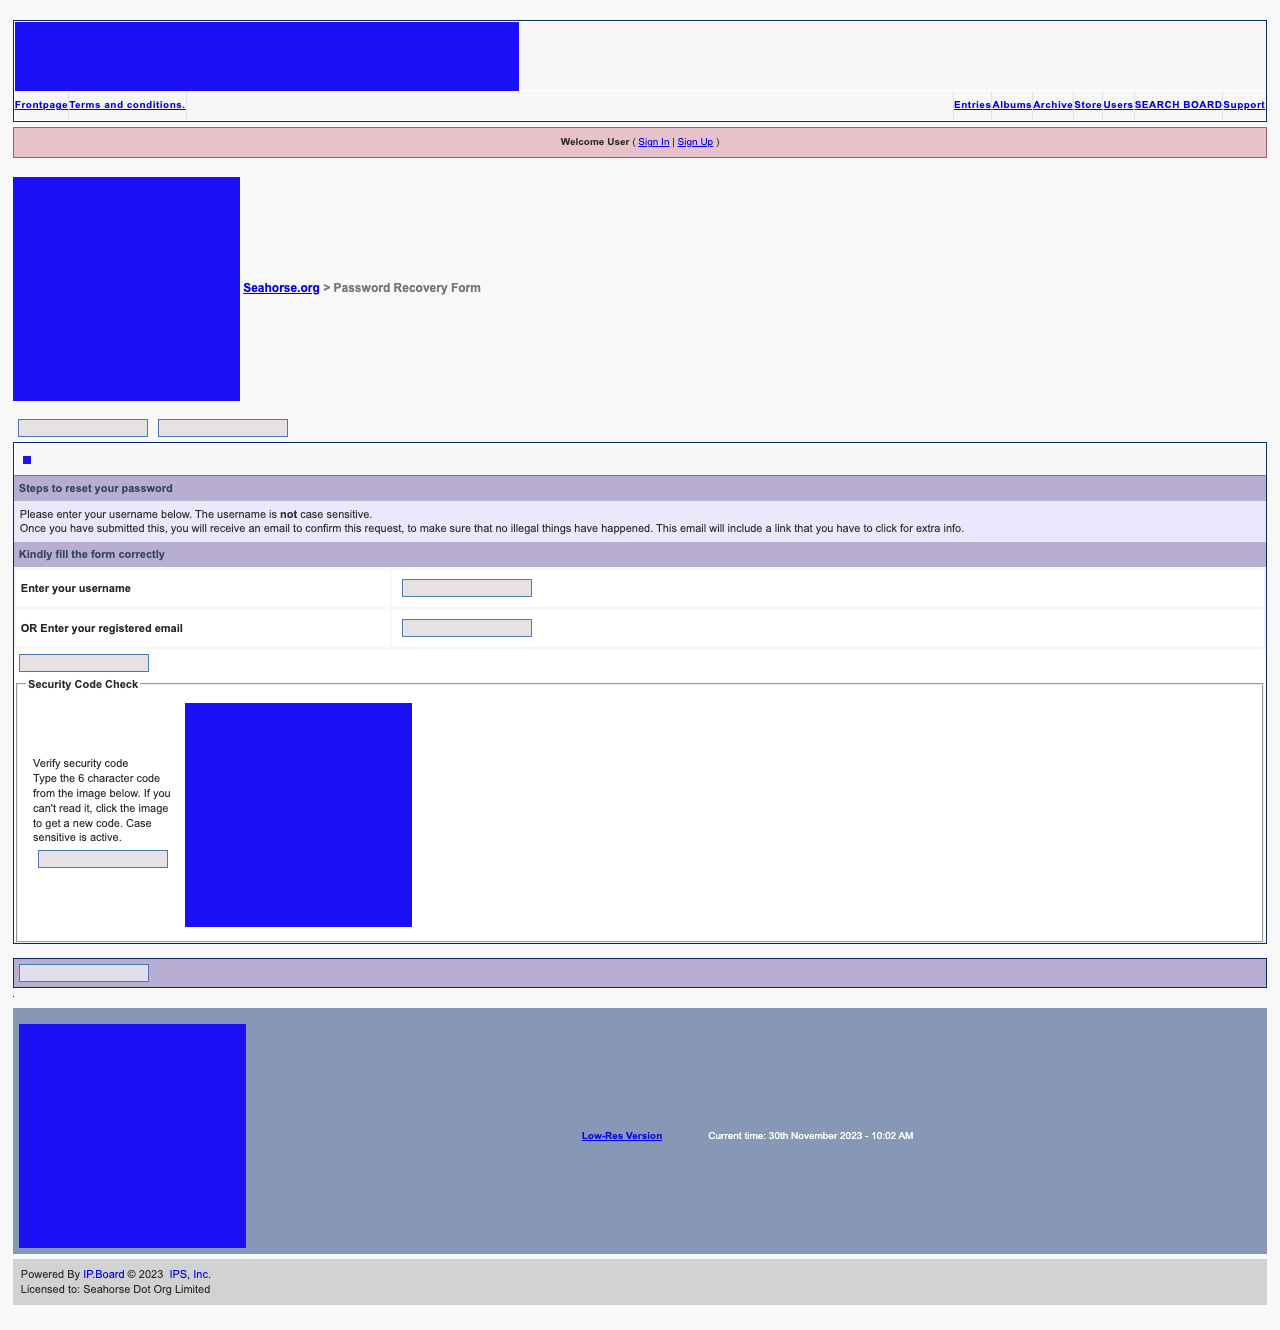 Frontpage Terms and conditions. Entries Albums Archive Store Users SEARCH BOARD Support
Welcome User ( Sign In | Sign Up )
Seahorse.org > Password Recovery Form
Steps to reset your password
Please enter your username below. The username is not case sensitive.
Once you have submitted this, you will receive an email to confirm this request, to make sure that no illegal things have happened. This email will include a link that you have to click for extra info.
Kindly fill the form correctly
Enter your username
OR Enter your registered email
Security Code Check
Verify security code
Type the 6 character code
from the image below. If you
can't read it, click the image
to get a new code. Case
sensitive is active.
Low-Res Version Current time: 30th November 2023 - 10:02 AM
Powered By IP.Board © 2023 IPS, Inc.
Licensed to: Seahorse Dot Org Limited